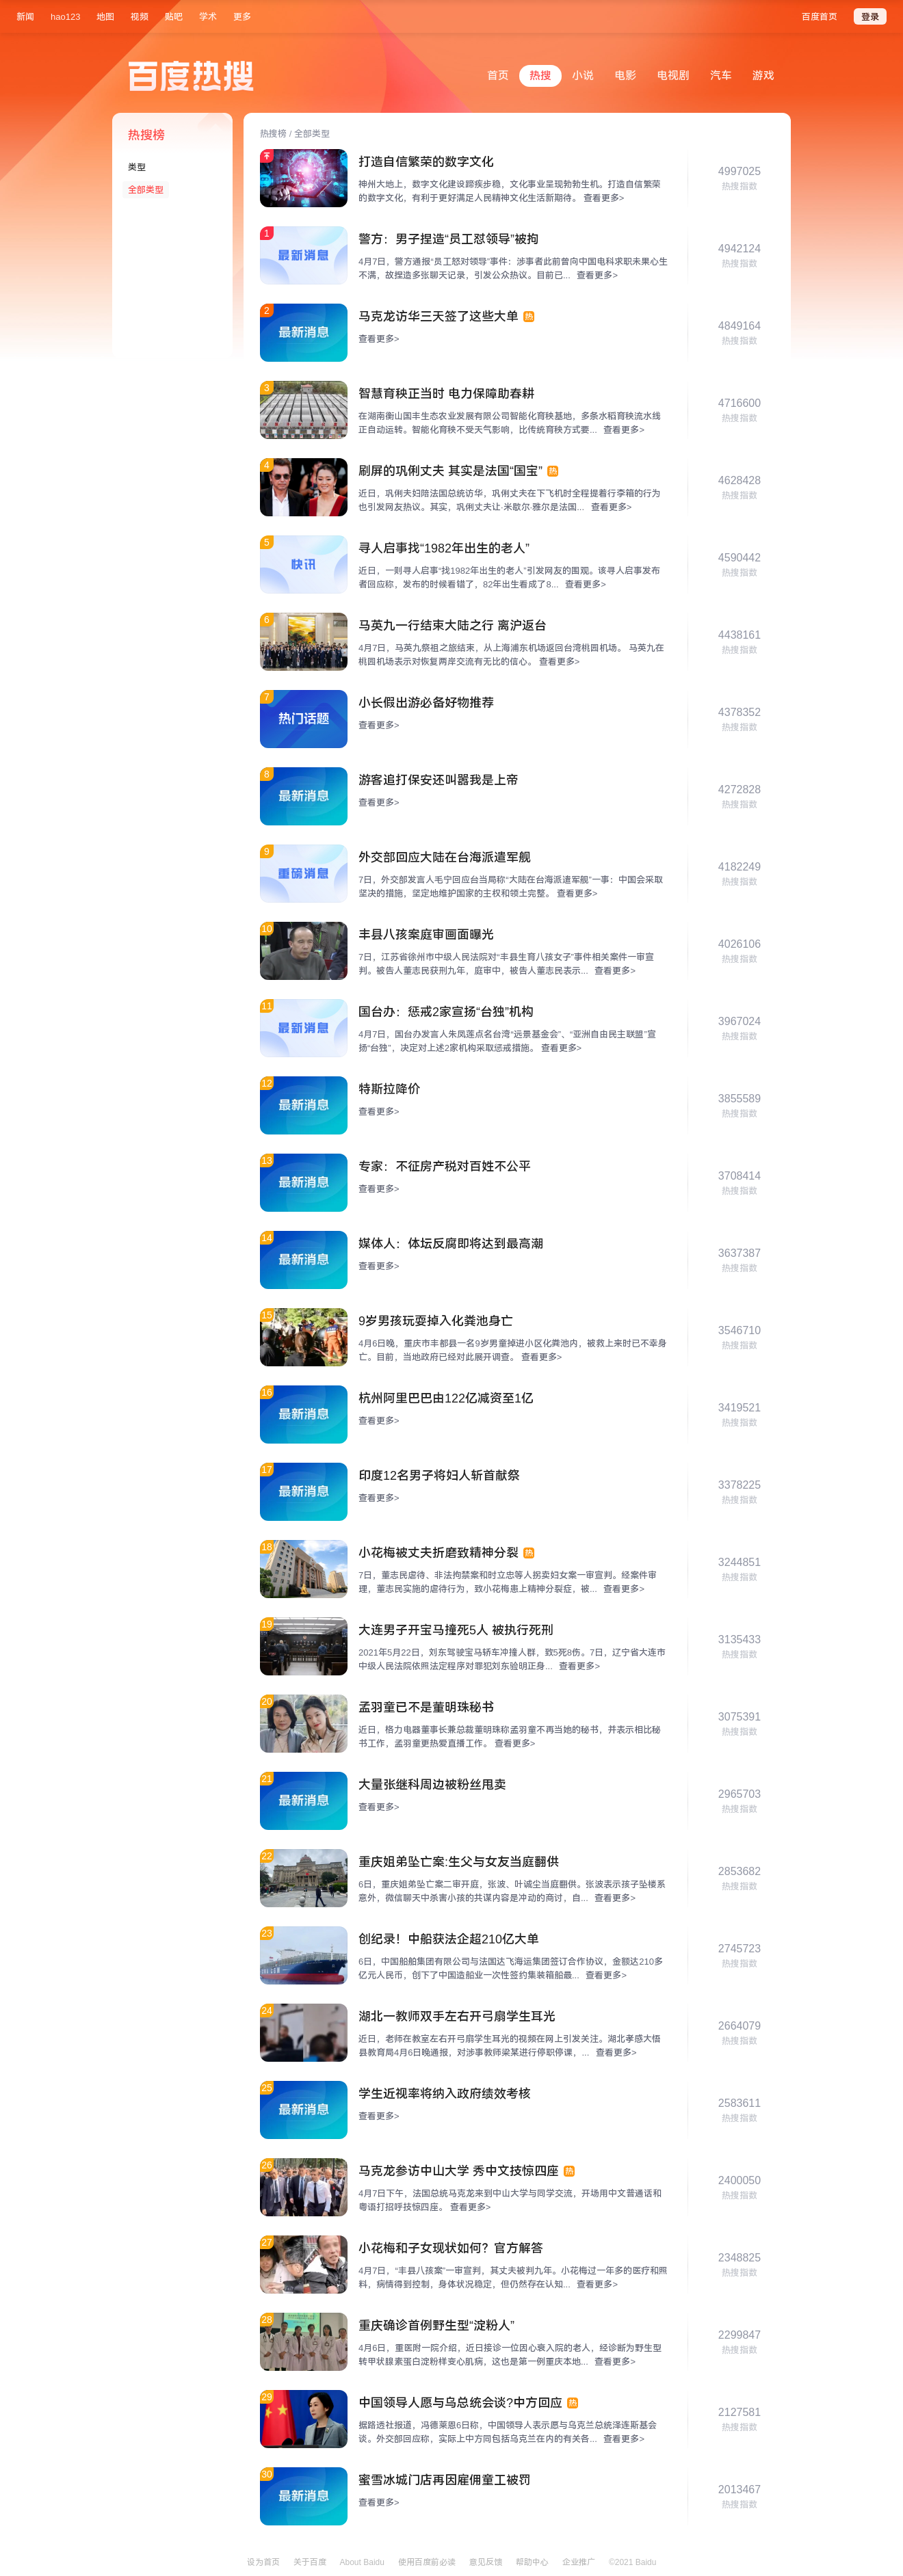 新闻 hao123 地图 视频 贴吧 学术 更多 百度首页 登录
百度热搜
首页 热搜 小说 电影 电视剧 汽车 游戏
热搜榜
类型
全部类型
热搜榜 / 全部类型
打造自信繁荣的数字文化
神州大地上，数字文化建设蹄疾步稳，文化事业呈现勃勃生机。打造自信繁荣
的数字文化，有利于更好满足人民精神文化生活新期待。 查看更多>
4997025
热搜指数
1
最新消息
警方：男子捏造“员工怼领导”被拘
4月7日，警方通报“员工怒对领导”事件：涉事者此前曾向中国电科求职未果心生
不满，故捏造多张聊天记录，引发公众热议。目前已... 查看更多>
4942124
热搜指数
2
最新消息
马克龙访华三天签了这些大单 热
查看更多>
4849164
热搜指数
3
智慧育秧正当时 电力保障助春耕
在湖南衡山国丰生态农业发展有限公司智能化育秧基地，多条水稻育秧流水线
正自动运转。智能化育秧不受天气影响，比传统育秧方式要... 查看更多>
4716600
热搜指数
4
刷屏的巩俐丈夫 其实是法国“国宝” 热
近日，巩俐夫妇陪法国总统访华，巩俐丈夫在下飞机时全程提着行李箱的行为
也引发网友热议。其实，巩俐丈夫让·米歇尔·雅尔是法国... 查看更多>
4628428
热搜指数
5
快讯
寻人启事找“1982年出生的老人”
近日，一则寻人启事“找1982年出生的老人”引发网友的围观。该寻人启事发布
者回应称，发布的时候看错了，82年出生看成了8... 查看更多>
4590442
热搜指数
6
马英九一行结束大陆之行 离沪返台
4月7日，马英九祭祖之旅结束，从上海浦东机场返回台湾桃园机场。 马英九在
桃园机场表示对恢复两岸交流有无比的信心。 查看更多>
4438161
热搜指数
7
热门话题
小长假出游必备好物推荐
查看更多>
4378352
热搜指数
8
最新消息
游客追打保安还叫嚣我是上帝
查看更多>
4272828
热搜指数
9
重磅消息
外交部回应大陆在台海派遣军舰
7日，外交部发言人毛宁回应台当局称“大陆在台海派遣军舰”一事：中国会采取
坚决的措施，坚定地维护国家的主权和领土完整。 查看更多>
4182249
热搜指数
10
丰县八孩案庭审画面曝光
7日，江苏省徐州市中级人民法院对“丰县生育八孩女子”事件相关案件一审宣
判。被告人董志民获刑九年，庭审中，被告人董志民表示... 查看更多>
4026106
热搜指数
11
最新消息
国台办：惩戒2家宣扬“台独”机构
4月7日，国台办发言人朱凤莲点名台湾“远景基金会”、“亚洲自由民主联盟”宣
扬“台独”，决定对上述2家机构采取惩戒措施。 查看更多>
3967024
热搜指数
12
最新消息
特斯拉降价
查看更多>
3855589
热搜指数
13
最新消息
专家：不征房产税对百姓不公平
查看更多>
3708414
热搜指数
14
最新消息
媒体人：体坛反腐即将达到最高潮
查看更多>
3637387
热搜指数
15
9岁男孩玩耍掉入化粪池身亡
4月6日晚，重庆市丰都县一名9岁男童掉进小区化粪池内，被救上来时已不幸身
亡。目前，当地政府已经对此展开调查。 查看更多>
3546710
热搜指数
16
最新消息
杭州阿里巴巴由122亿减资至1亿
查看更多>
3419521
热搜指数
17
最新消息
印度12名男子将妇人斩首献祭
查看更多>
3378225
热搜指数
18
小花梅被丈夫折磨致精神分裂 热
7日，董志民虐待、非法拘禁案和时立忠等人拐卖妇女案一审宣判。经案件审
理，董志民实施的虐待行为，致小花梅患上精神分裂症，被... 查看更多>
3244851
热搜指数
19
大连男子开宝马撞死5人 被执行死刑
2021年5月22日，刘东驾驶宝马轿车冲撞人群，致5死8伤。7日，辽宁省大连市
中级人民法院依照法定程序对罪犯刘东验明正身... 查看更多>
3135433
热搜指数
20
孟羽童已不是董明珠秘书
近日，格力电器董事长兼总裁董明珠称孟羽童不再当她的秘书，并表示相比秘
书工作，孟羽童更热爱直播工作。 查看更多>
3075391
热搜指数
21
最新消息
大量张继科周边被粉丝甩卖
查看更多>
2965703
热搜指数
22
重庆姐弟坠亡案:生父与女友当庭翻供
6日，重庆姐弟坠亡案二审开庭，张波、叶诚尘当庭翻供。张波表示孩子坠楼系
意外，微信聊天中杀害小孩的共谋内容是冲动的商讨，自... 查看更多>
2853682
热搜指数
23
创纪录！中船获法企超210亿大单
6日，中国船舶集团有限公司与法国达飞海运集团签订合作协议，金额达210多
亿元人民币，创下了中国造船业一次性签约集装箱船最... 查看更多>
2745723
热搜指数
24
湖北一教师双手左右开弓扇学生耳光
近日，老师在教室左右开弓扇学生耳光的视频在网上引发关注。湖北孝感大悟
县教育局4月6日晚通报，对涉事教师梁某进行停职停课，... 查看更多>
2664079
热搜指数
25
最新消息
学生近视率将纳入政府绩效考核
查看更多>
2583611
热搜指数
26
马克龙参访中山大学 秀中文技惊四座 热
4月7日下午，法国总统马克龙来到中山大学与同学交流，开场用中文普通话和
粤语打招呼技惊四座。 查看更多>
2400050
热搜指数
27
小花梅和子女现状如何？官方解答
4月7日，“丰县八孩案”一审宣判，其丈夫被判九年。小花梅过一年多的医疗和照
料，病情得到控制，身体状况稳定，但仍然存在认知... 查看更多>
2348825
热搜指数
28
重庆确诊首例野生型“淀粉人”
4月6日，重医附一院介绍，近日接诊一位因心衰入院的老人，经诊断为野生型
转甲状腺素蛋白淀粉样变心肌病，这也是第一例重庆本地... 查看更多>
2299847
热搜指数
29
中国领导人愿与乌总统会谈?中方回应 热
据路透社报道，冯德莱恩6日称，中国领导人表示愿与乌克兰总统泽连斯基会
谈。外交部回应称，实际上中方同包括乌克兰在内的有关各... 查看更多>
2127581
热搜指数
30
最新消息
蜜雪冰城门店再因雇佣童工被罚
查看更多>
2013467
热搜指数
设为首页 关于百度 About Baidu 使用百度前必读 意见反馈 帮助中心 企业推广 ©2021 Baidu